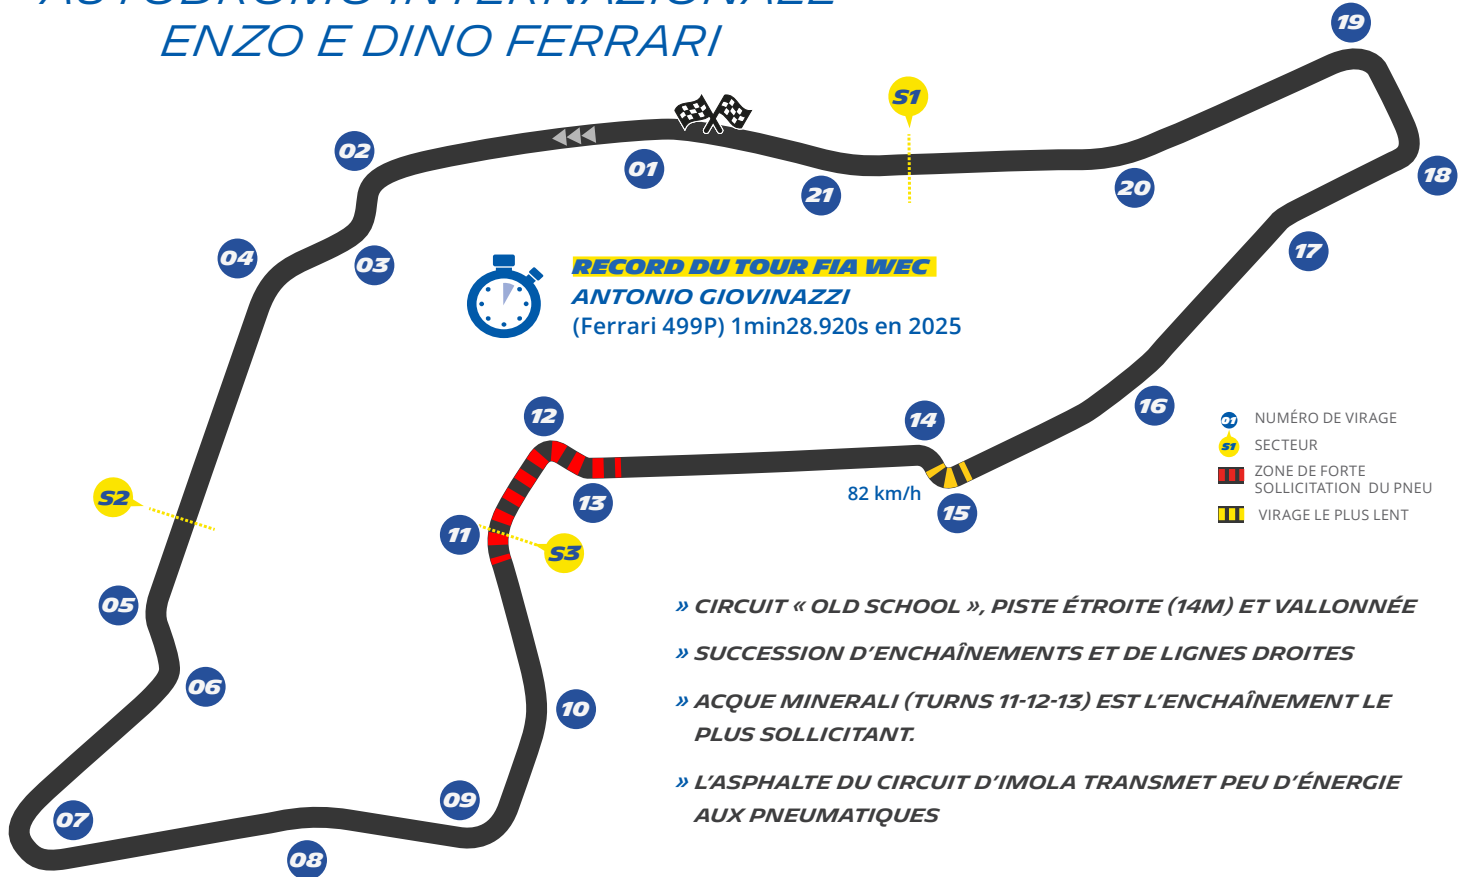 AUTODROMO INTERNAZIONALE
ENZO E DINO FERRARI
19
S1
02
01
21
20
18
04
03
17
RECORD DU TOUR FIA WEC
ANTONIO GIOVINAZZI
(Ferrari 499P) 1min28.920s en 2025
12
14
16
01 NUMÉRO DE VIRAGE
S1 SECTEUR
ZONE DE FORTE
SOLLICITATION DU PNEU
VIRAGE LE PLUS LENT
S2
82 km/h
13
15
11
S3
05
06
10
09
07
08
» CIRCUIT « OLD SCHOOL », PISTE ÉTROITE (14M) ET VALLONNÉE
» SUCCESSION D'ENCHAÎNEMENTS ET DE LIGNES DROITES
» ACQUE MINERALI (TURNS 11-12-13) EST L'ENCHAÎNEMENT LE
PLUS SOLLICITANT.
» L'ASPHALTE DU CIRCUIT D'IMOLA TRANSMET PEU D'ÉNERGIE
AUX PNEUMATIQUES